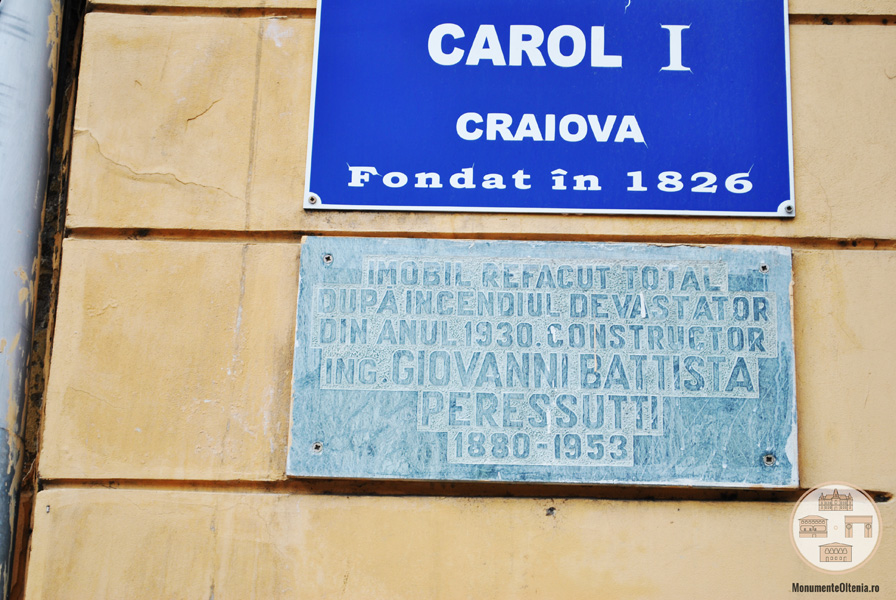 CAROL I
CRAIOVA
Fondat în 1826
IMOBIL REFACUT TOTAL
DUPĂ INCENDIUL DEVASTATOR
DIN ANUL 1930. CONSTRUCTOR
ING. GIOVANNI BATTISTA
PERESSUTTI
1880-1953
MonumenteOltenia.ro